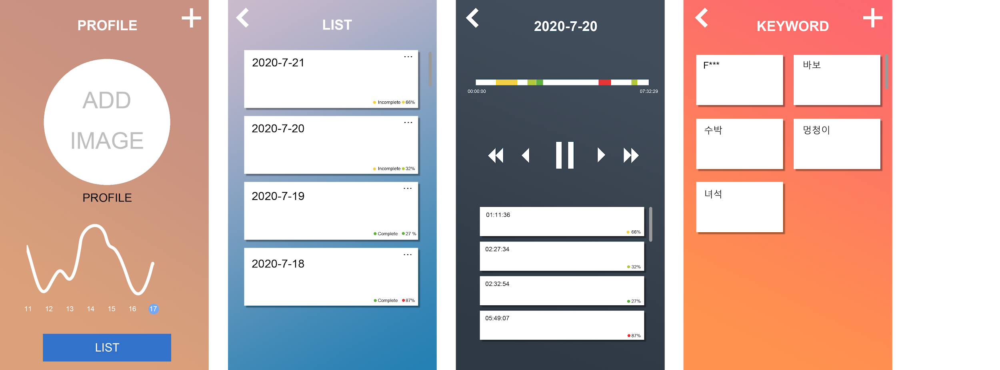 PROFILE
ADD
IMAGE
PROFILE
11 12 13 14 15 16 17
LIST
LIST
2020-7-21
...
Incomplete 66%
2020-7-20
...
Incomplete 32%
2020-7-19
...
Complete 27 %
2020-7-18
...
Complete 87%
2020-7-20
00:00:00 07:32:29
01:11:36
66%
02:27:34
32%
02:32:54
27%
05:49:07
87%
KEYWORD
F*** 바보
수박 멍청이
녀석